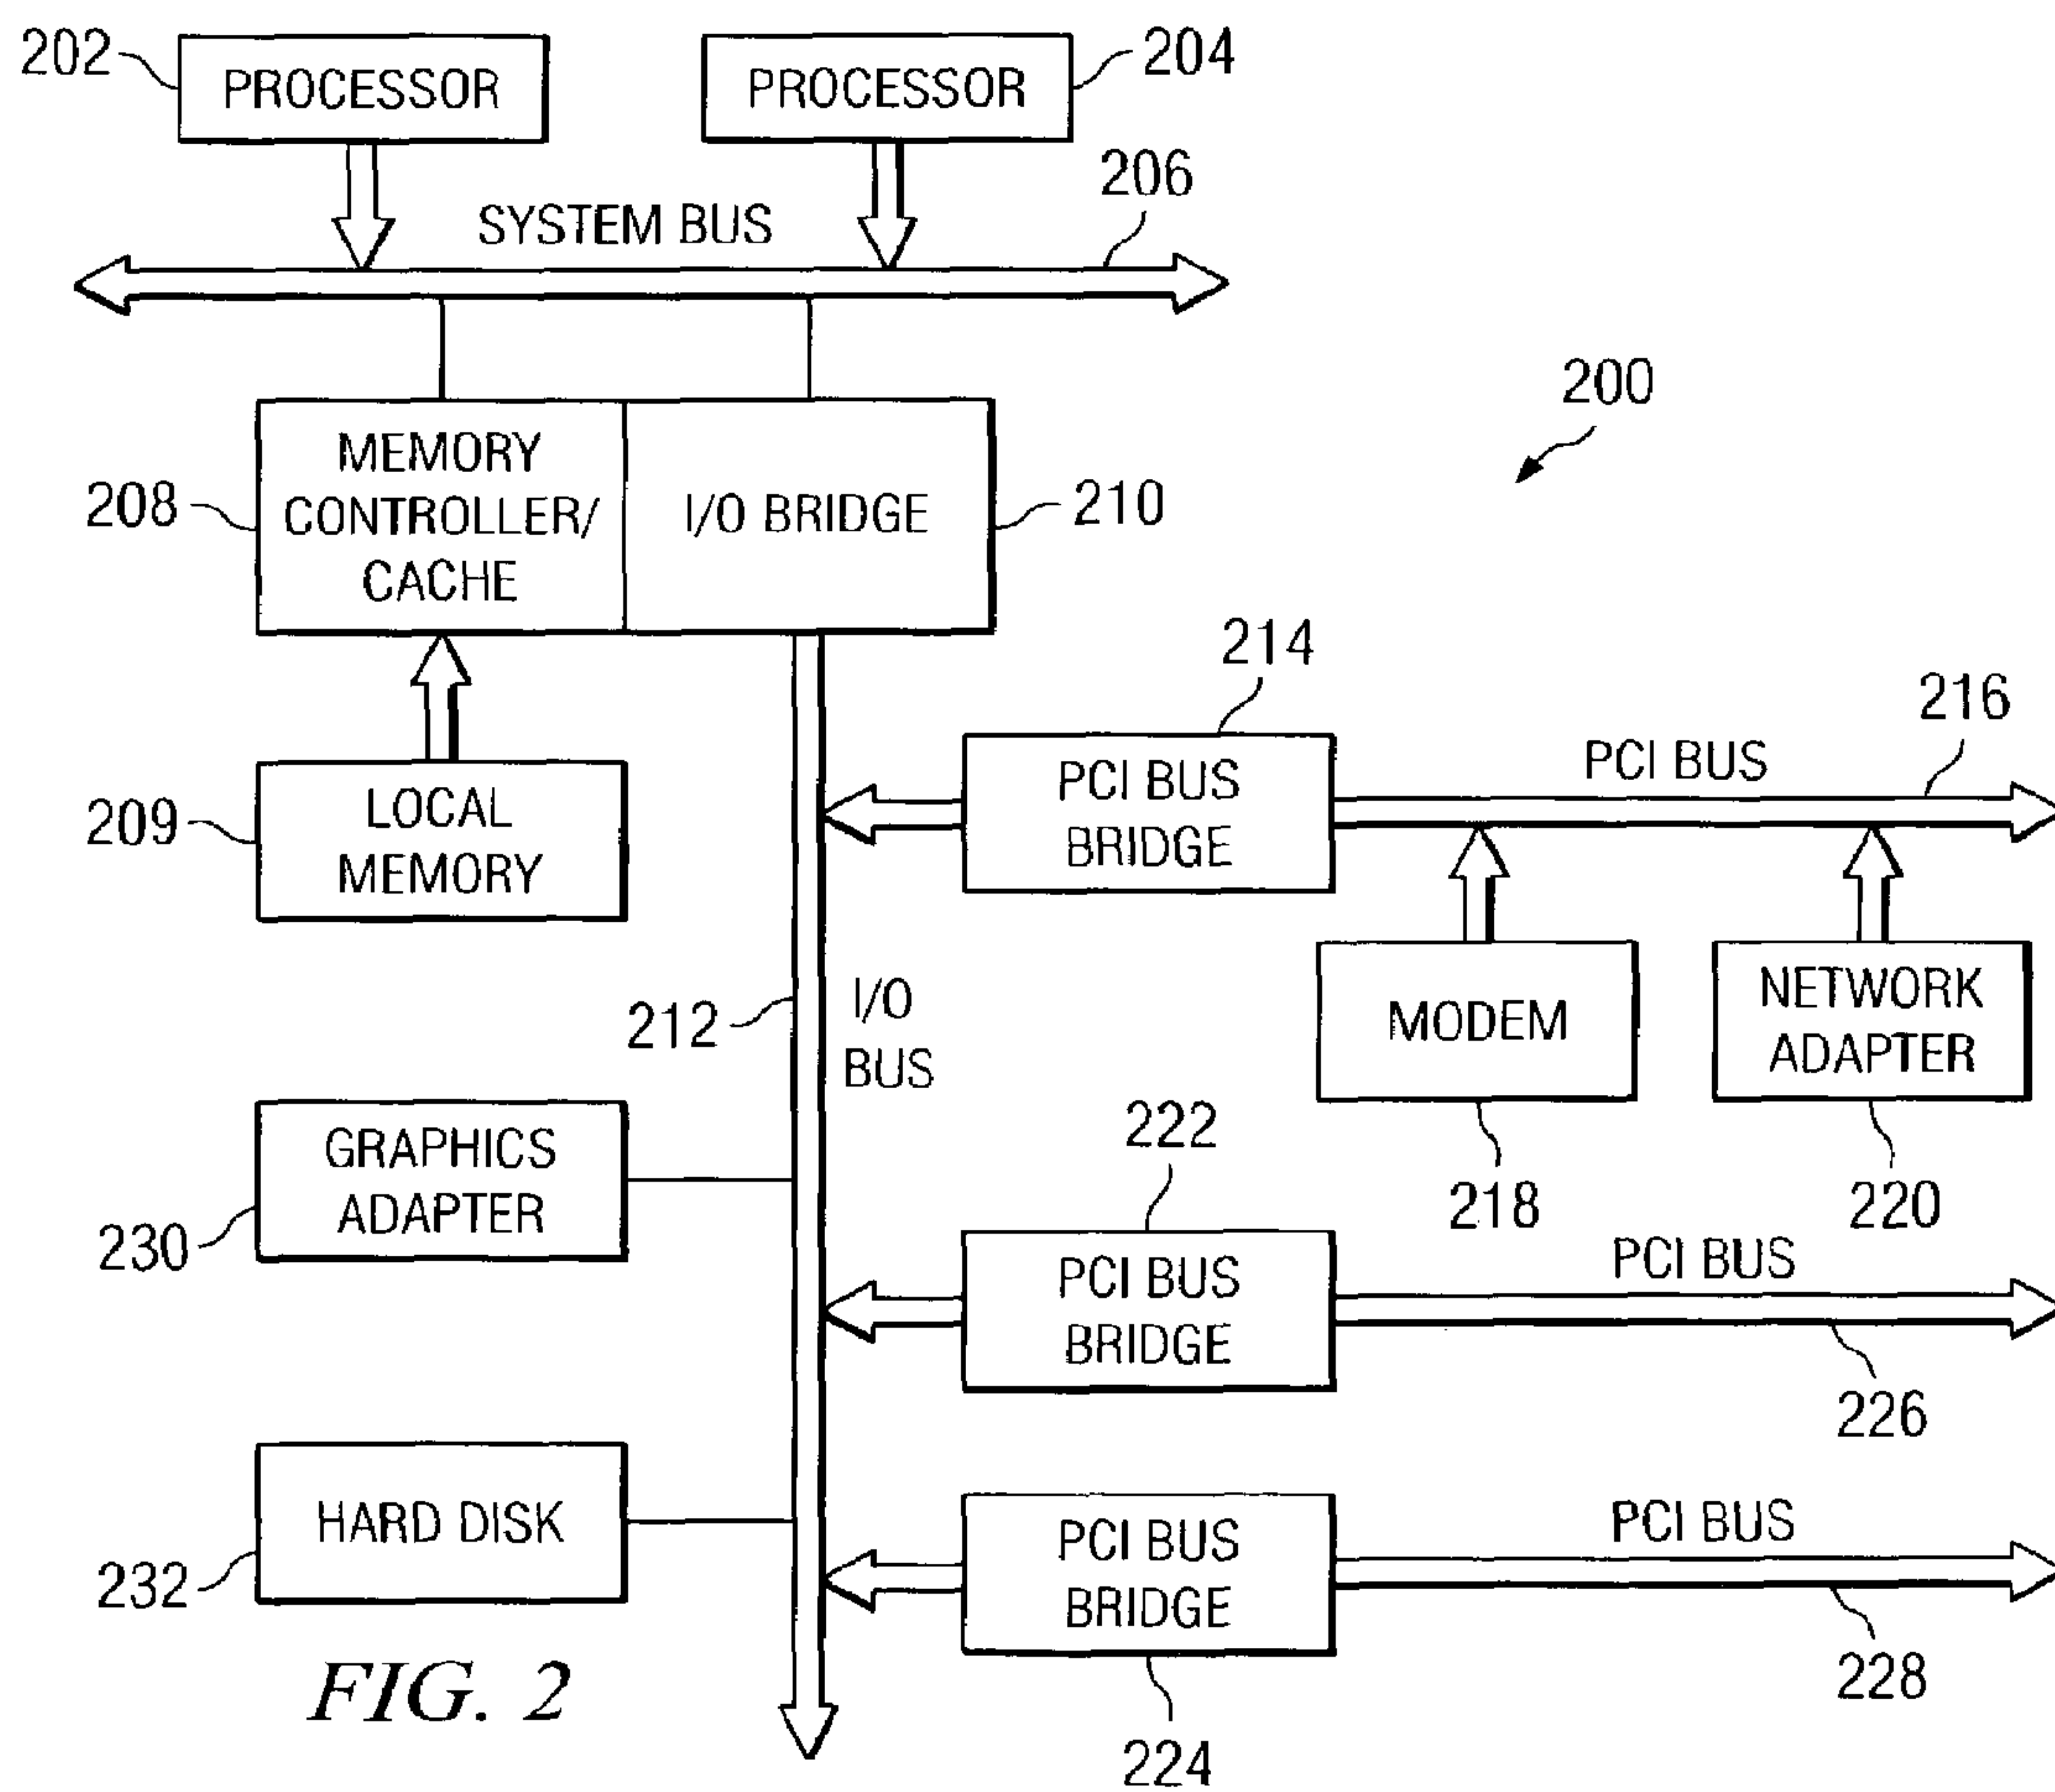 202
PROCESSOR
PROCESSOR
204
SYSTEM BUS
206
200
208
MEMORY
CONTROLLER/
CACHE
I/O BRIDGE
210
214
216
209
LOCAL
MEMORY
PCI BUS
BRIDGE
PCI BUS
212
I/O
BUS
MODEM
NETWORK
ADAPTER
218
220
230
GRAPHICS
ADAPTER
222
PCI BUS
BRIDGE
PCI BUS
226
232
HARD DISK
PCI BUS
BRIDGE
PCI BUS
228
224
FIG. 2